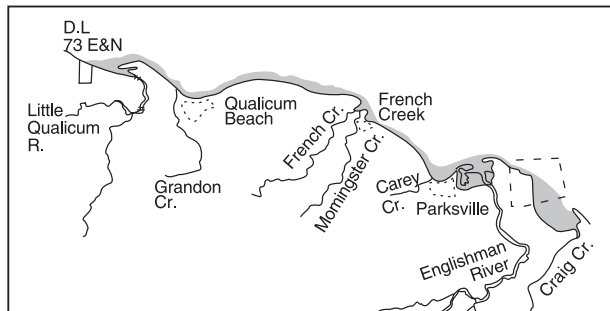 D.L
73 E&N
Little
Qualicum
R.
Grandon
Cr.
Qualicum
Beach
French Cr.
Morningster Cr.
French
Creek
Carey
Cr.
Parksville
Englishman
River
Craig Cr.